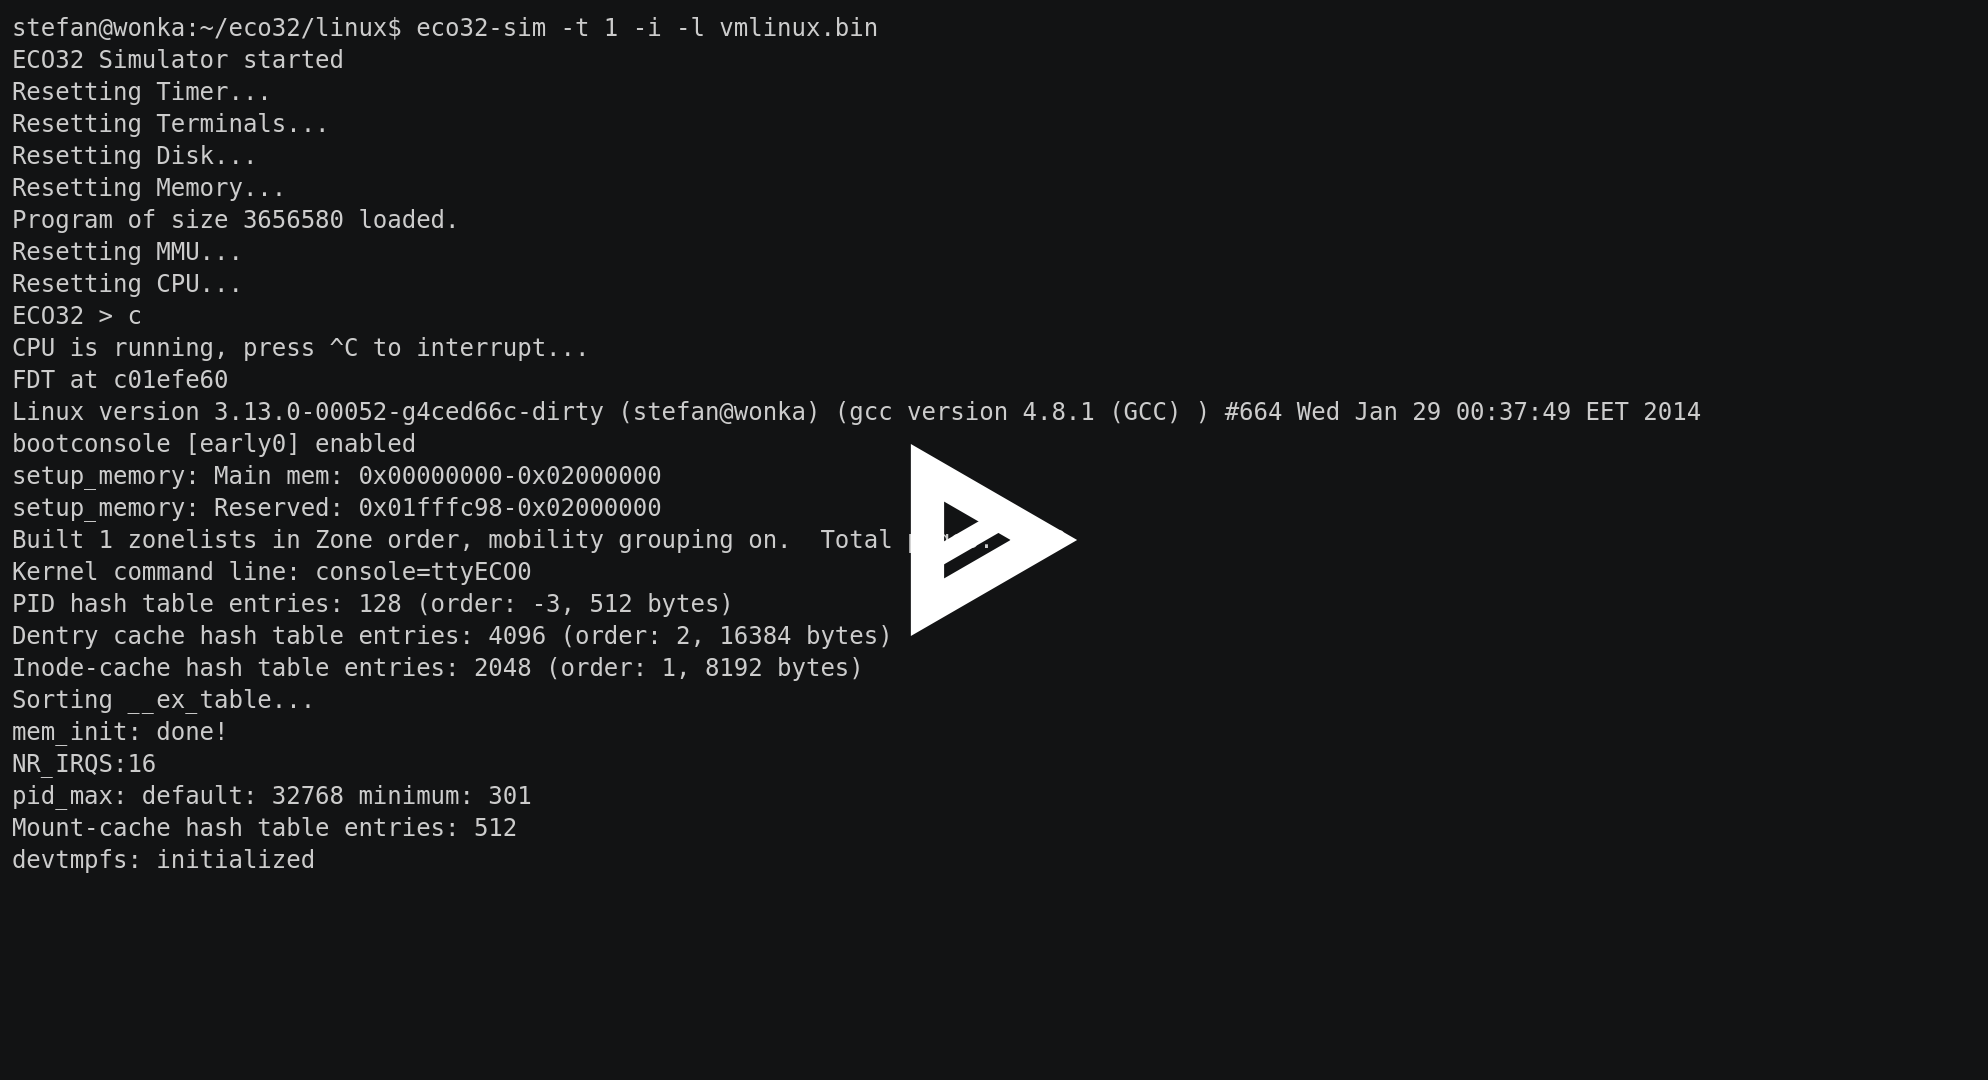 stefan@wonka:~/eco32/linux$ eco32-sim -t 1 -i -l vmlinux.bin
ECO32 Simulator started
Resetting Timer...
Resetting Terminals...
Resetting Disk...
Resetting Memory...
Program of size 3656580 loaded.
Resetting MMU...
Resetting CPU...
ECO32 > c
CPU is running, press ^C to interrupt...
FDT at c01efe60
Linux version 3.13.0-00052-g4ced66c-dirty (stefan@wonka) (gcc version 4.8.1 (GCC) ) #664 Wed Jan 29 00:37:49 EET 2014
bootconsole [early0] enabled
setup_memory: Main mem: 0x00000000-0x02000000
setup_memory: Reserved: 0x01fffc98-0x02000000
Built 1 zonelists in Zone order, mobility grouping on.  Total
Kernel command line: console=ttyECO0
PID hash table entries: 128 (order: -3, 512 bytes)
Dentry cache hash table entries: 4096 (order: 2, 16384 bytes)
Inode-cache hash table entries: 2048 (order: 1, 8192 bytes)
Sorting __ex_table...
mem_init: done!
NR_IRQS:16
pid_max: default: 32768 minimum: 301
Mount-cache hash table entries: 512
devtmpfs: initialized